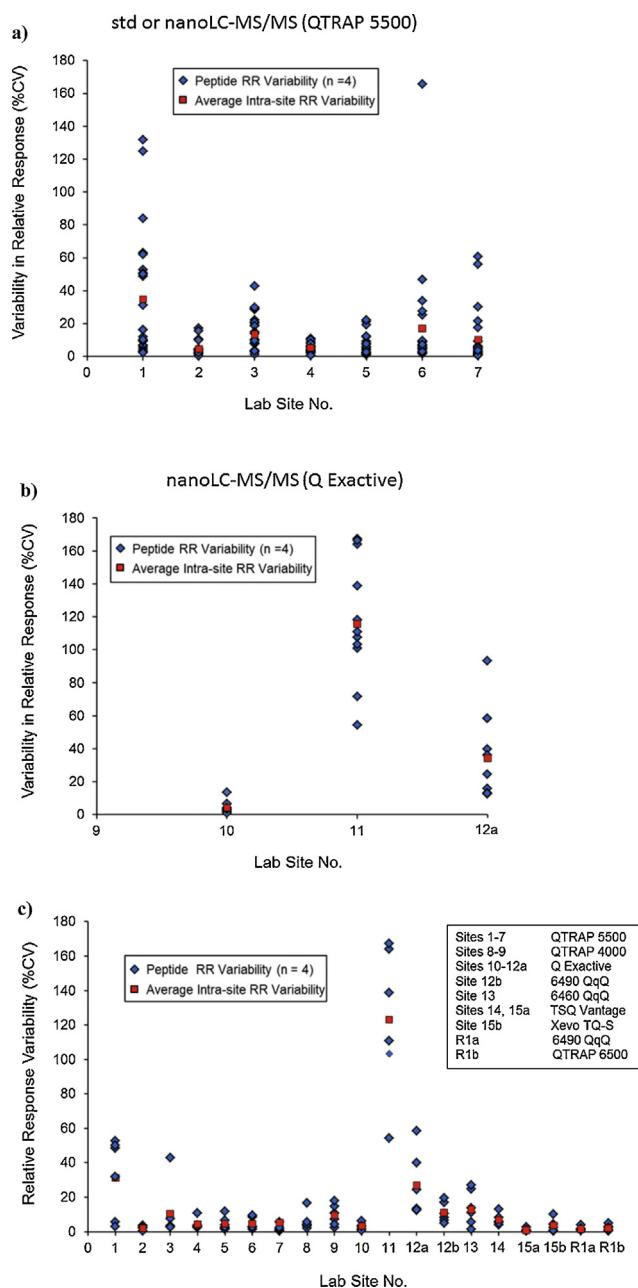 a)
std or nanoLC-MS/MS (QTRAP 5500)
Variability in Relative Response (%CV)
180
160
140
120
100
80
60
40
20
0
Peptide RR Variability (n =4)
Average Intra-site RR Variability
0 1 2 3 4 5 6 7
Lab Site No.
b)
nanoLC-MS/MS (Q Exactive)
Variability in Relative Response (%CV)
180
160
140
120
100
80
60
40
20
0
Peptide RR Variability (n =4)
Average Intra-site RR Variability
9 10 11 12a
Lab Site No.
c)
Relative Response Variability (%CV)
180
160
140
120
100
80
60
40
20
0
Peptide RR Variability (n = 4)
Average Intra-site RR Variability
Sites 1-7 QTRAP 5500
Sites 8-9 QTRAP 4000
Sites 10-12a Q Exactive
Site 12b 6490 QqQ
Site 13 6460 QqQ
Sites 14, 15a TSQ Vantage
Site 15b Xevo TQ-S
R1a 6490 QqQ
R1b QTRAP 6500
0 1 2 3 4 5 6 7 8 9 10 11 12a 12b 13 14 15a 15b R1a R1b
Lab Site No.